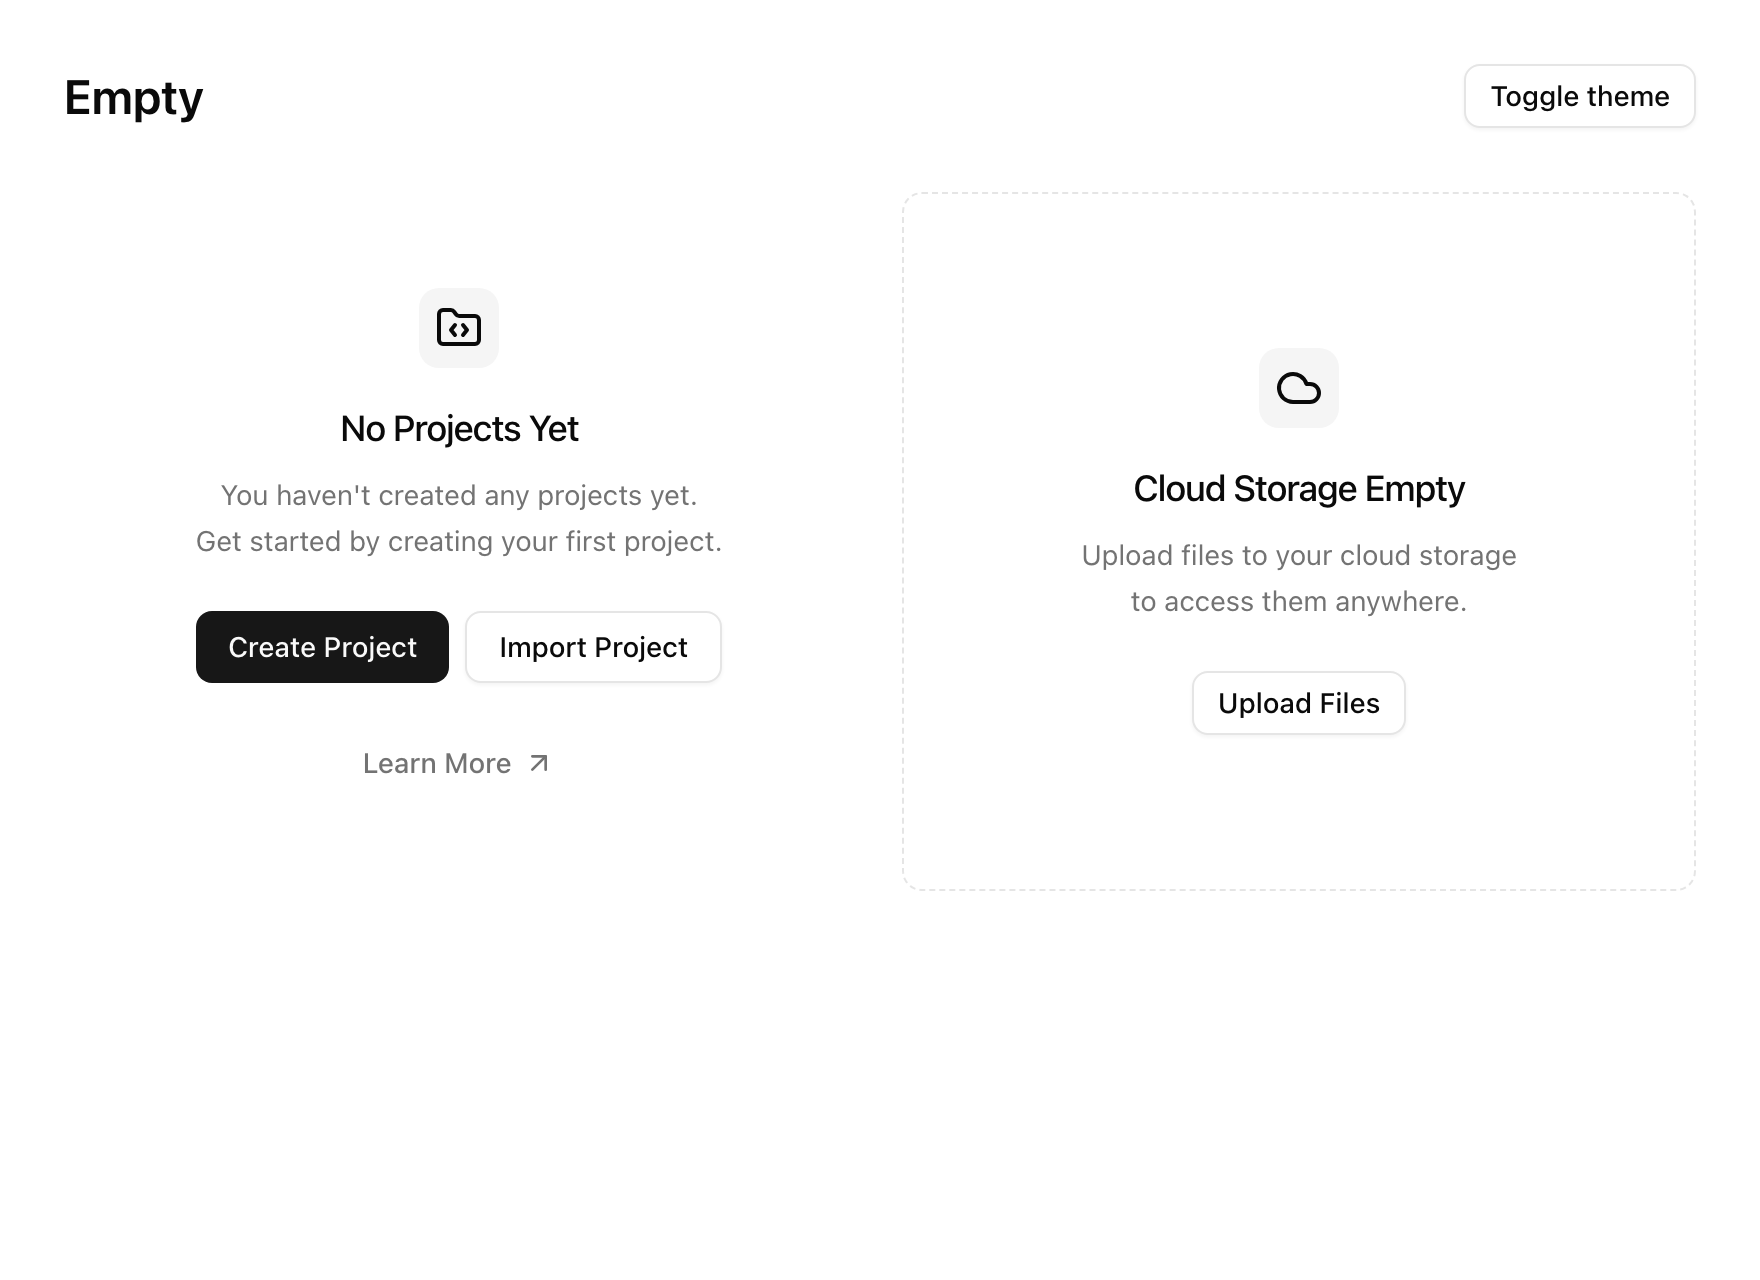 Empty
Toggle theme
No Projects Yet
You haven't created any projects yet.
Get started by creating your first project.
Create Project
Import Project
Learn More
Cloud Storage Empty
Upload files to your cloud storage
to access them anywhere.
Upload Files